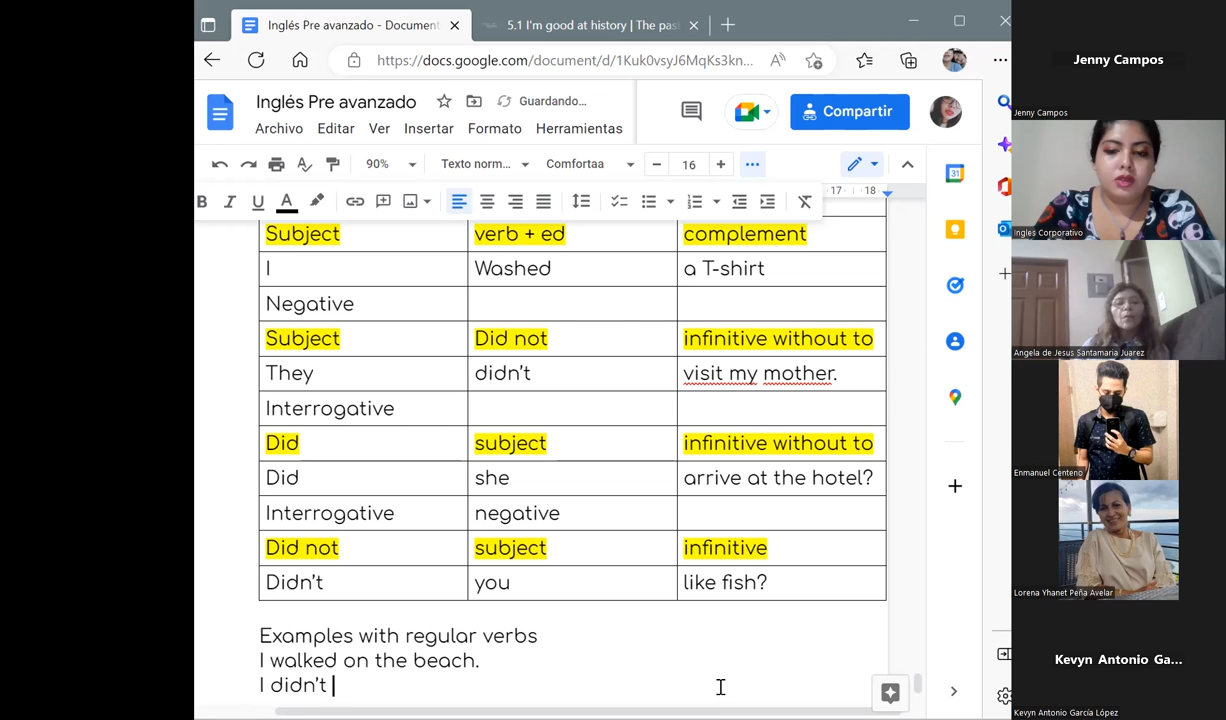 Inglés Pre avanzado - Document
5.1 I'm good at history | The pas
https://docs.google.com/document/d/1Kuk0vsyJ6MqKs3kn...
Inglés Pre avanzado
Guardando...
Compartir
Archivo Editar Ver Insertar Formato Herramientas
90% Texto norm... Comfortaa 16
17 18
Subject verb + ed complement
I Washed a T-shirt
Negative
Subject Did not infinitive without to
They didn't visit my mother.
Interrogative
Did subject infinitive without to
Did she arrive at the hotel?
Interrogative negative
Did not subject infinitive
Didn't you like fish?
Examples with regular verbs
I walked on the beach.
I didn't
Jenny Campos
Jenny Campos
Ingles Corporativo
Angela de Jesus Santamaria Juarez
Enmanuel Centeno
Lorena Yhanet Peña Avelar
Kevyn Antonio Ga...
Kevyn Antonio García López